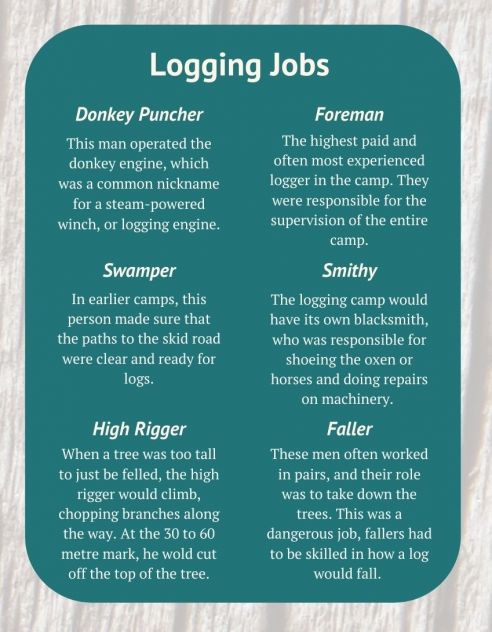 Logging Jobs
Donkey Puncher
This man operated the
donkey engine, which
was a common nickname
for a steam-powered
winch, or logging engine.
Foreman
The highest paid and
often most experienced
logger in the camp. They
were responsible for the
supervision of the entire
camp.
Swamper
In earlier camps, this
person made sure that
the paths to the skid road
were clear and ready for
logs.
Smithy
The logging camp would
have its own blacksmith,
who was responsible for
shoeing the oxen or
horses and doing repairs
on machinery.
High Rigger
When a tree was too tall
to just be felled, the high
rigger would climb,
chopping branches along
the way. At the 30 to 60
metre mark, he wold cut
off the top of the tree.
Faller
These men often worked
in pairs, and their role
was to take down the
trees. This was a
dangerous job, fallers had
to be skilled in how a log
would fall.